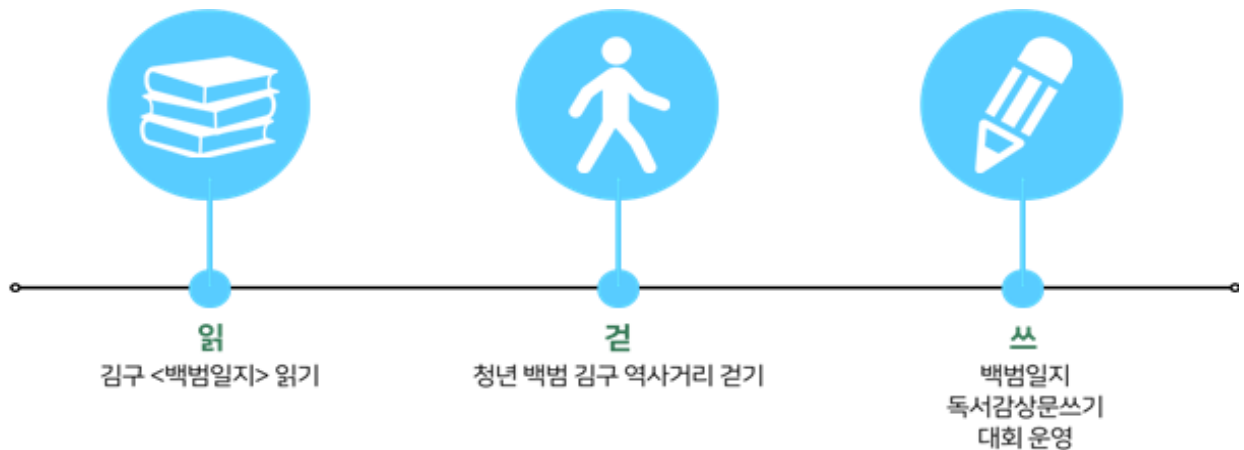 읽
김구 <백범일지> 읽기
걷
청년 백범 김구 역사거리 걷기
쓰
백범일지
독서감상문쓰기
대회 운영